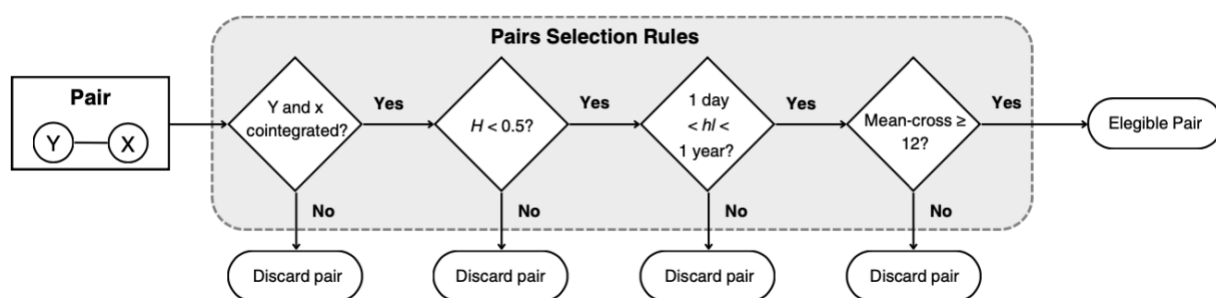 Pairs Selection Rules
Pair
Y
X
Y and x
cointegrated?
Yes
H < 0.5?
Yes
1 day
< hl <
1 year?
Yes
Mean-cross ≥
12?
Yes
Elegible Pair
No
No
No
No
Discard pair
Discard pair
Discard pair
Discard pair